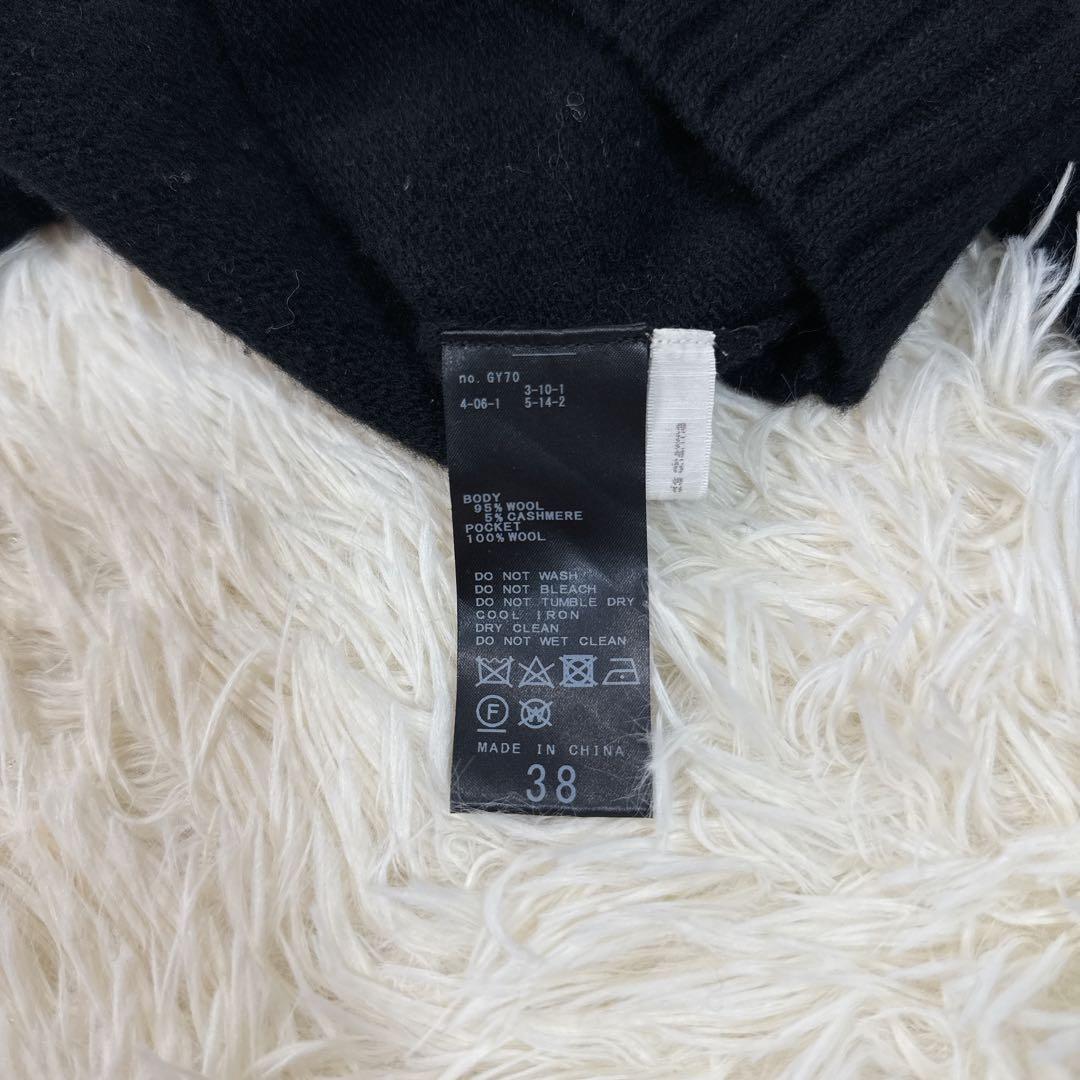 no. GY70
3-10-1
4-06-1 5-14-2
BODY
95% WOOL
5% CASHMERE
POCKET
100% WOOL
DO NOT WASH
DO NOT BLEACH
DO NOT TUMBLE DRY
COOL IRON
DRY CLEAN
DO NOT WET CLEAN
F W
MADE IN CHINA
38